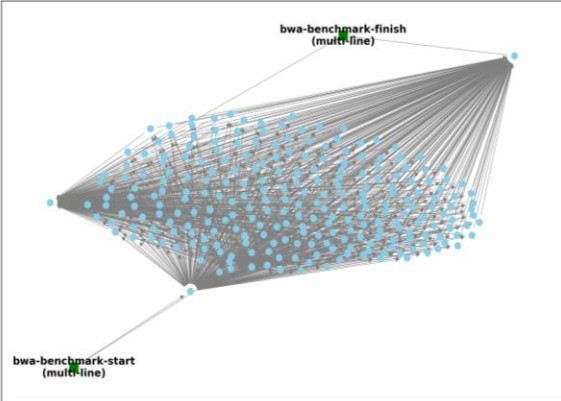 bwa-benchmark-finish
(multi-line)
bwa-benchmark-start
(multi-line)